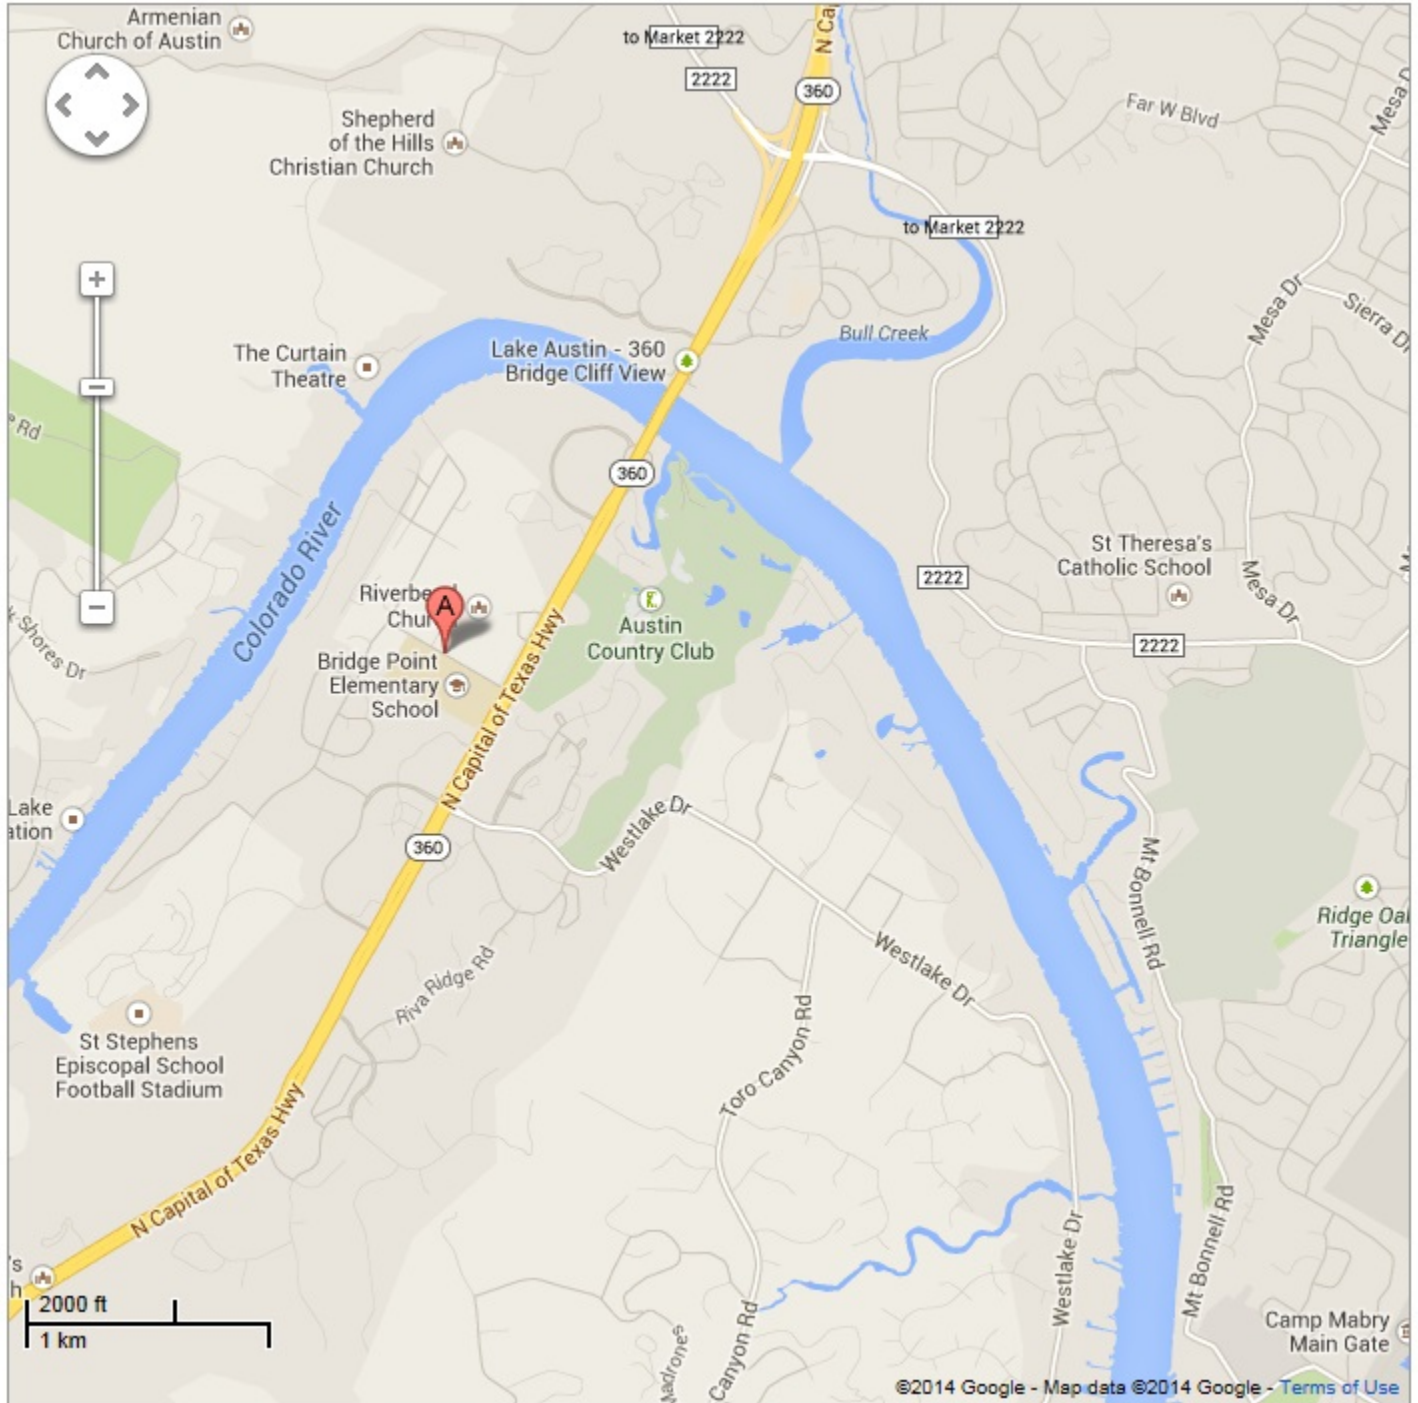 Armenian
Church of Austin
to Market 2222
2222
N Ca
360
Far W Blvd
Mesa D
Shepherd
of the Hills
Christian Church
to Market 2222
Mesa Dr
Sierra Dr
Bull Creek
The Curtain
Theatre
Lake Austin - 360
Bridge Cliff View
Rd
360
Colorado River
St Theresa's
Catholic School
2222
Mesa Dr
Riverbe
Chur
A
Austin
Country Club
2222
Shores Dr
Bridge Point
Elementary
School
N Capital of Texas Hwy
Lake
ation
360
Westlake Dr
Mt Bonnell Rd
Ridge Oa
Triangle
Westlake Dr
Riva Ridge Rd
St Stephens
Episcopal School
Football Stadium
Toro Canyon Rd
N Capital of Texas Hwy
's
h
2000 ft
1 km
Westlake Dr
Mt Bonnell Rd
Madrones
Canyon Rd
Camp Mabry
Main Gate
©2014 Google - Map data ©2014 Google - Terms of Use